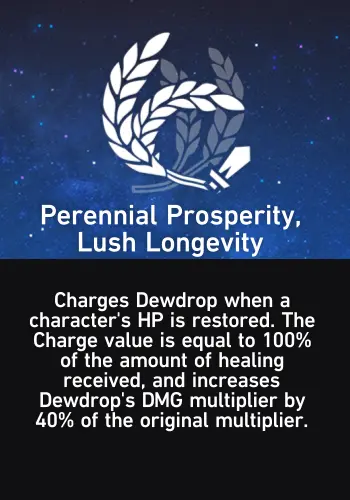 Perennial Prosperity,
Lush Longevity
Charges Dewdrop when a
character's HP is restored. The
Charge value is equal to 100%
of the amount of healing
received, and increases
Dewdrop's DMG multiplier by
40% of the original multiplier.